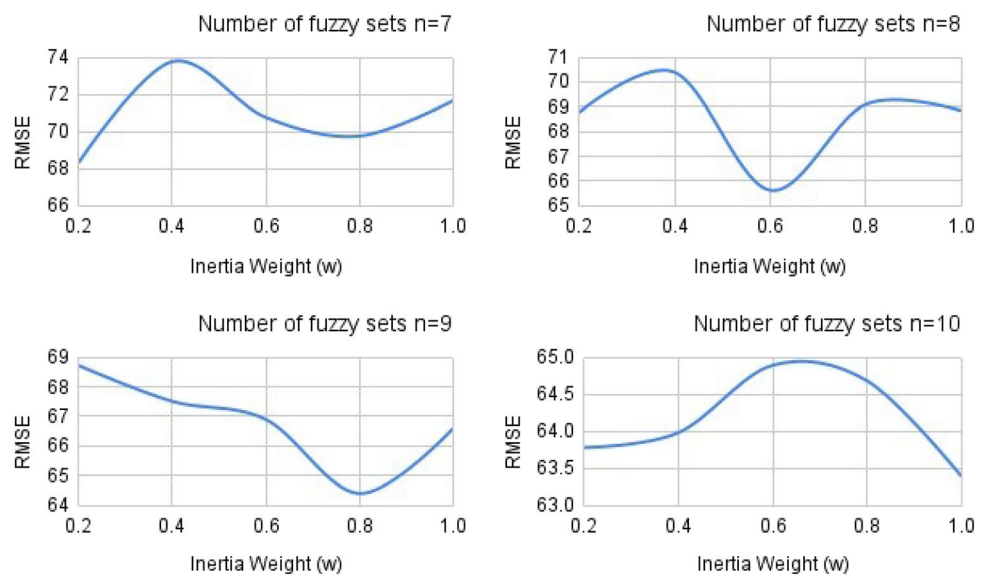 Number of fuzzy sets n=7
RMSE
74
72
70
68
66
0.2 0.4 0.6 0.8 1.0
Inertia Weight (w)
Number of fuzzy sets n=8
RMSE
71
70
69
68
67
66
65
0.2 0.4 0.6 0.8 1.0
Inertia Weight (w)
Number of fuzzy sets n=9
RMSE
69
68
67
66
65
64
0.2 0.4 0.6 0.8 1.0
Inertia Weight (w)
Number of fuzzy sets n=10
RMSE
65.0
64.5
64.0
63.5
63.0
0.2 0.4 0.6 0.8 1.0
Inertia Weight (w)